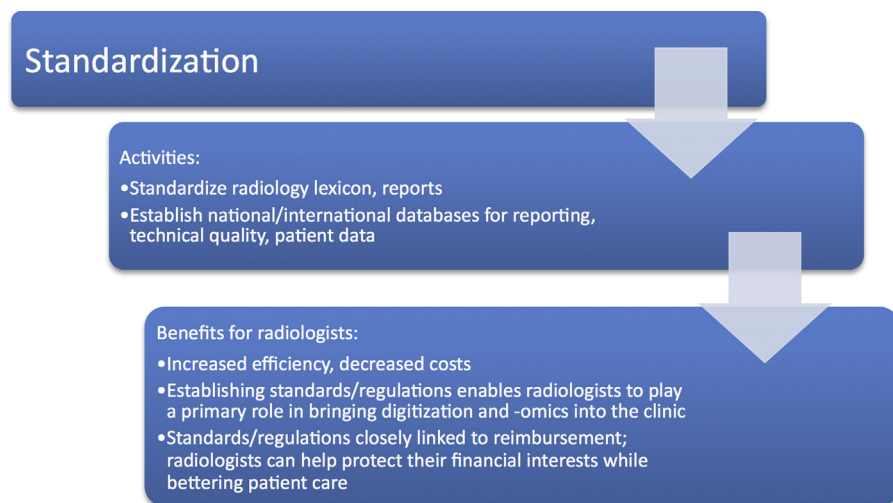 Standardization
Activities:
•Standardize radiology lexicon, reports
•Establish national/international databases for reporting,
technical quality, patient data
Benefits for radiologists:
•Increased efficiency, decreased costs
•Establishing standards/regulations enables radiologists to play
a primary role in bringing digitization and -omics into the clinic
•Standards/regulations closely linked to reimbursement;
radiologists can help protect their financial interests while
bettering patient care